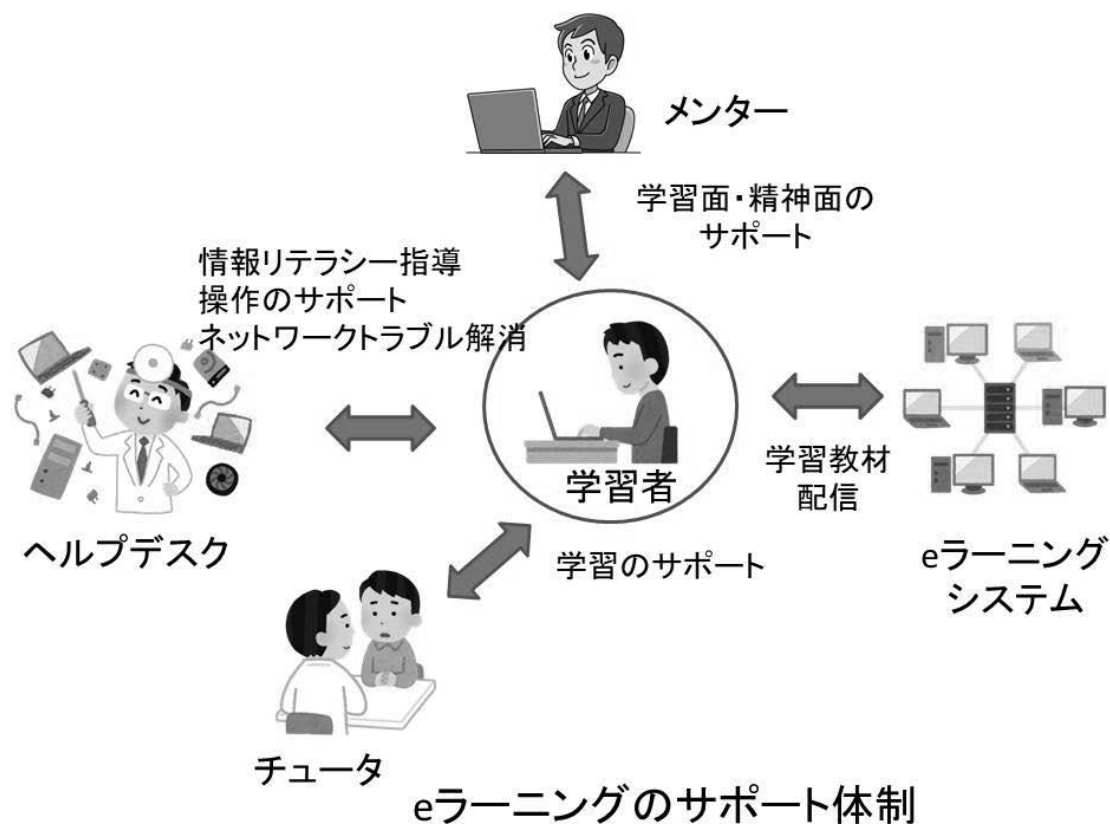 メンター
学習面・精神面の
サポート
情報リテラシー指導
操作のサポート
ネットワークトラブル解消
学習者
学習教材
配信
ヘルプデスク
eラーニング
システム
学習のサポート
チュータ
eラーニングのサポート体制